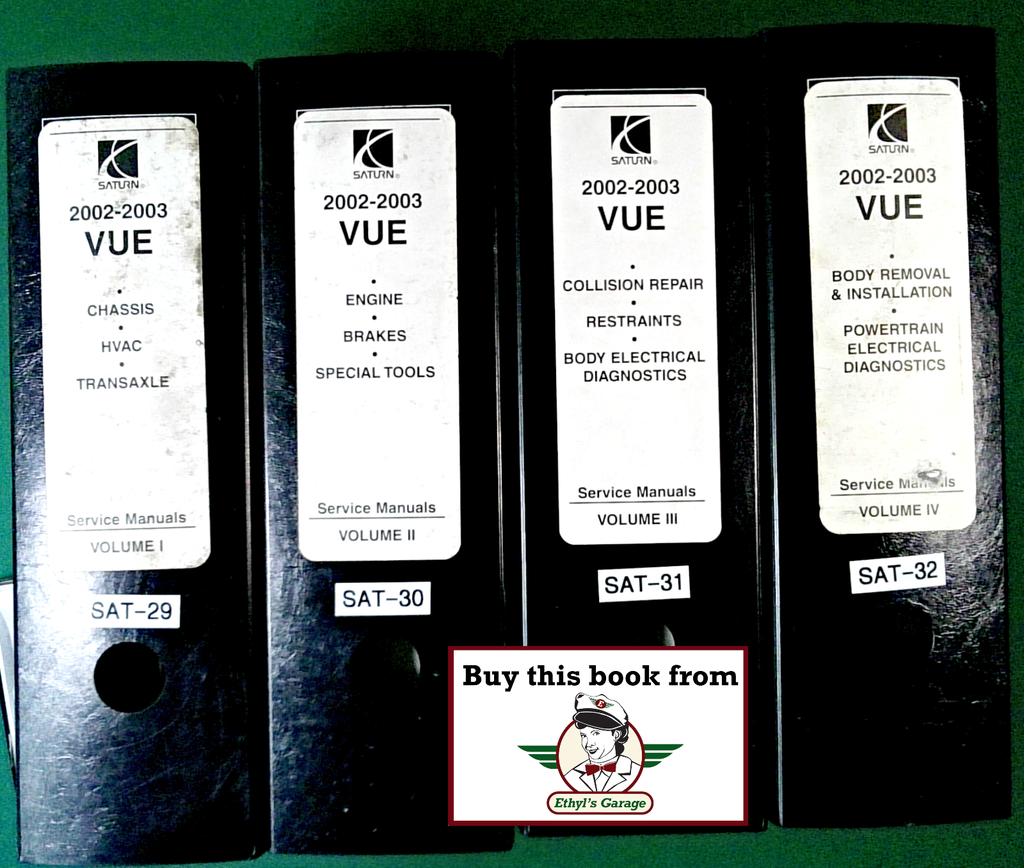 SATURN
2002-2003
VUE
•
CHASSIS
•
HVAC
•
TRANSAXLE
Service Manuals
VOLUME I
SAT-29
SATURN
2002-2003
VUE
•
ENGINE
•
BRAKES
•
SPECIAL TOOLS
Service Manuals
VOLUME II
SAT-30
SATURN
2002-2003
VUE
•
COLLISION REPAIR
•
RESTRAINTS
•
BODY ELECTRICAL
DIAGNOSTICS
Service Manuals
VOLUME III
SAT-31
SATURN
2002-2003
VUE
•
BODY REMOVAL
& INSTALLATION
•
POWERTRAIN
ELECTRICAL
DIAGNOSTICS
Service Manuals
VOLUME IV
SAT-32
Buy this book from
E
Ethyl's Garage